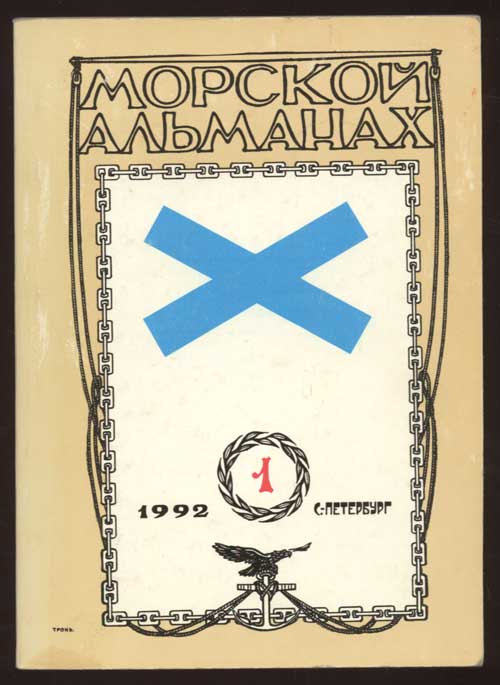 МОРСКОЙ
АЛЬМАНАХ
1
1992 С.-ПЕТЕРБУРГ
ТРОНЬ